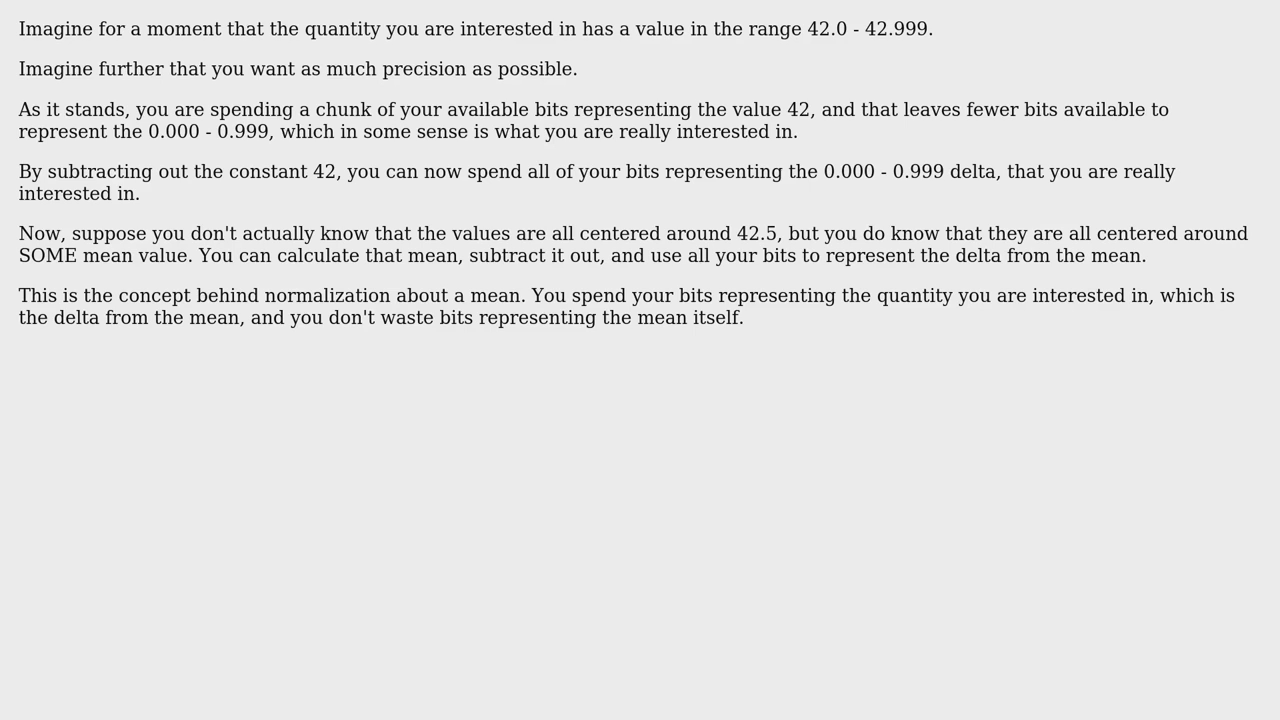 Imagine for a moment that the quantity you are interested in has a value in the range 42.0 - 42.999.
Imagine further that you want as much precision as possible.
As it stands, you are spending a chunk of your available bits representing the value 42, and that leaves fewer bits available to
represent the 0.000 - 0.999, which in some sense is what you are really interested in.
By subtracting out the constant 42, you can now spend all of your bits representing the 0.000 - 0.999 delta, that you are really
interested in.
Now, suppose you don't actually know that the values are all centered around 42.5, but you do know that they are all centered around
SOME mean value. You can calculate that mean, subtract it out, and use all your bits to represent the delta from the mean.
This is the concept behind normalization about a mean. You spend your bits representing the quantity you are interested in, which is
the delta from the mean, and you don't waste bits representing the mean itself.